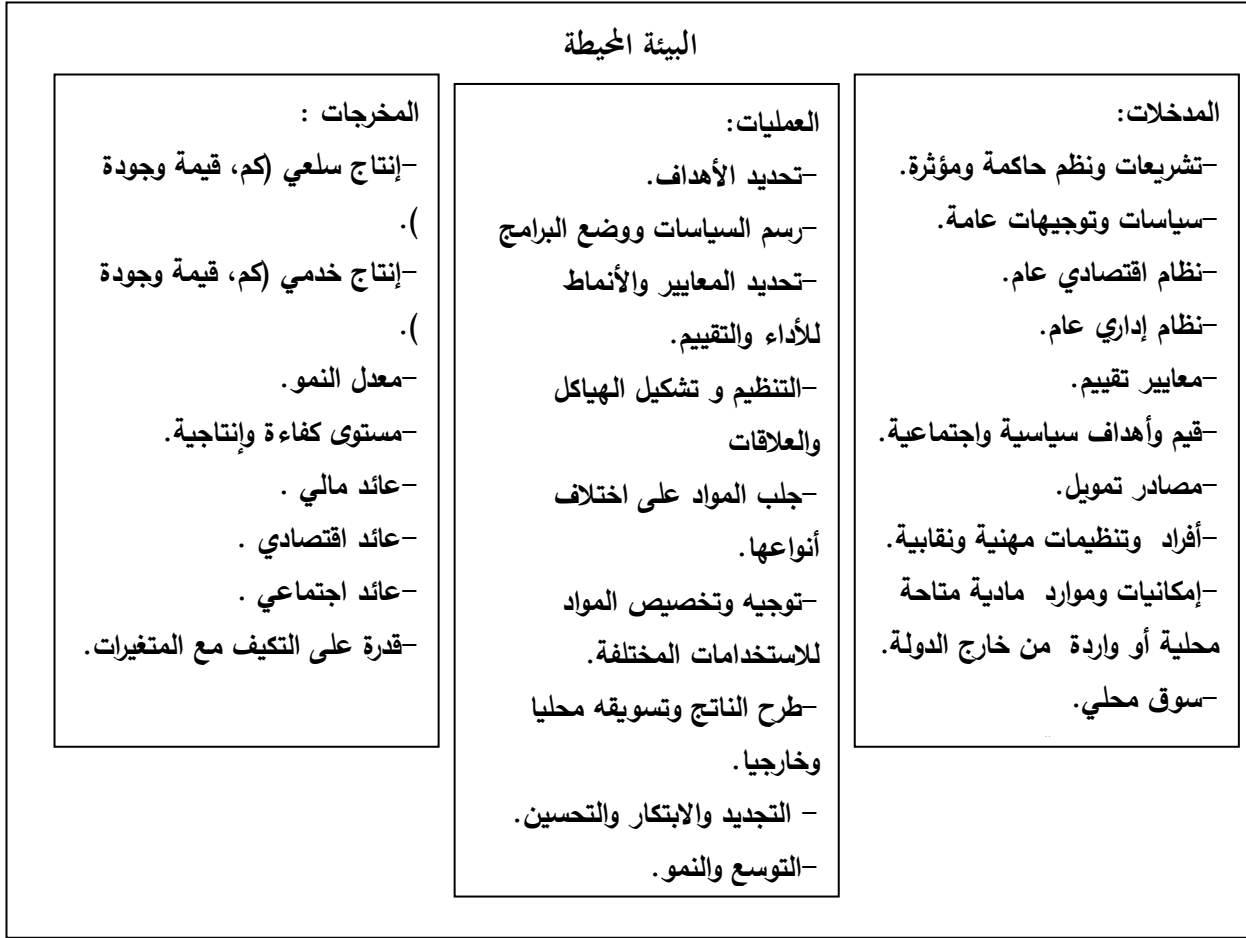 البيئة المحيطة
المدخلات:
-تشريعات ونظم حاكمة ومؤثرة.
-سياسات وتوجيهات عامة.
-نظام اقتصادي عام.
-نظام إداري عام.
-معايير تقييم.
-قيم وأهداف سياسية واجتماعية.
-مصادر تمويل.
-أفراد وتنظيمات مهنية ونقابية.
-إمكانيات وموارد مادية متاحة
محلية أو واردة من خارج الدولة.
-سوق محلي.
العمليات:
-تحديد الأهداف.
-رسم السياسات ووضع البرامج
-تحديد المعايير والأنماط
للأداء والتقييم.
-التنظيم و تشكيل الهياكل
والعلاقات
-جلب المواد على اختلاف
أنواعها.
-توجيه وتخصيص المواد
للاستخدامات المختلفة.
-طرح الناتج وتسويقه محليا
وخارجيا.
- التجديد والابتكار والتحسين.
-التوسع والنمو.
المخرجات :
-إنتاج سلعي (كم، قيمة وجودة
).
-إنتاج خدمي (كم، قيمة وجودة
).
-معدل النمو.
-مستوى كفاءة وإنتاجية.
-عائد مالي .
-عائد اقتصادي .
-عائد اجتماعي .
-قدرة على التكيف مع المتغيرات.